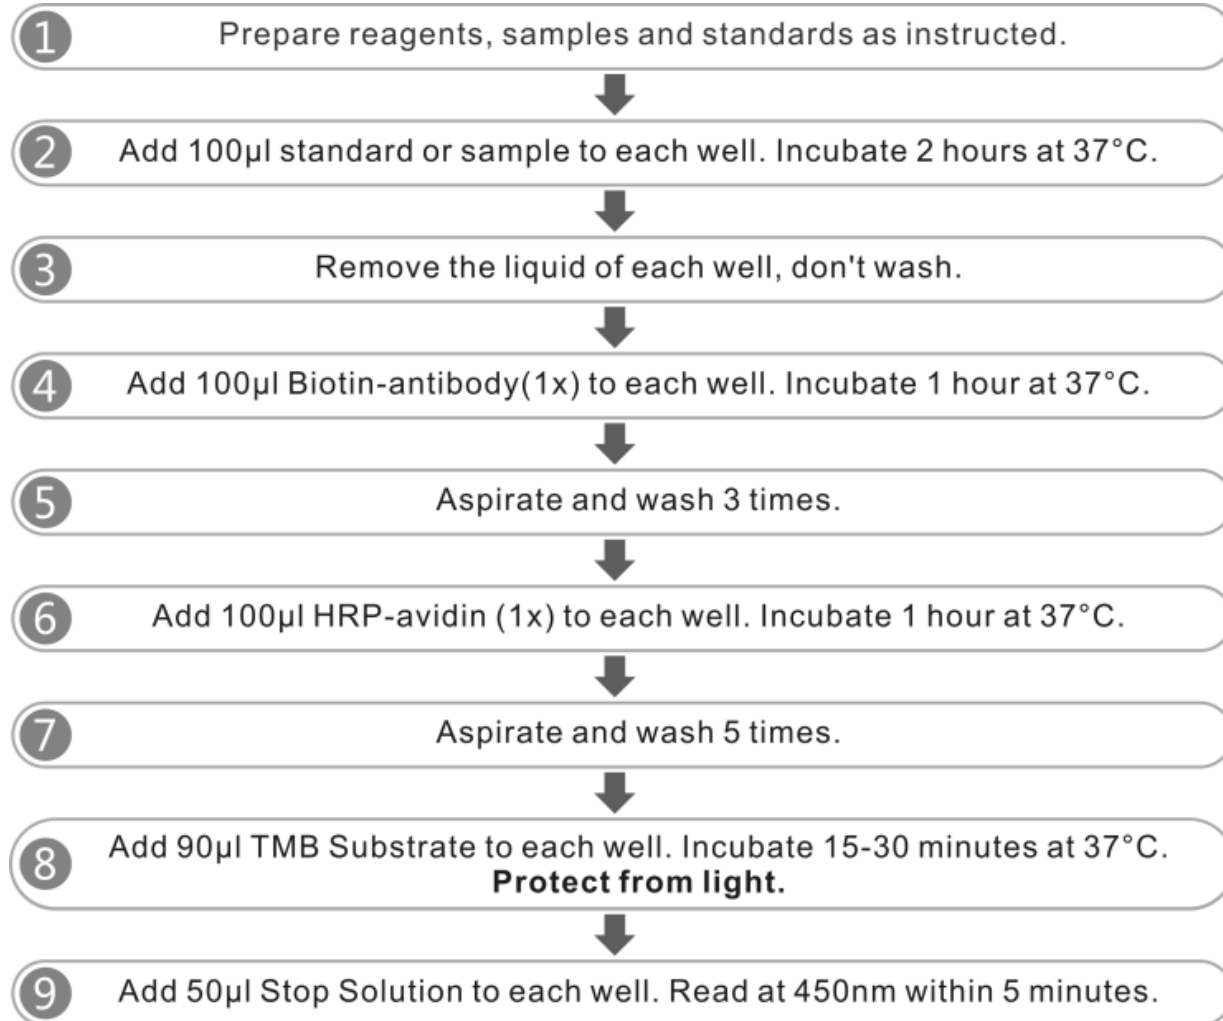 1 Prepare reagents, samples and standards as instructed.
2 Add 100µl standard or sample to each well. Incubate 2 hours at 37°C.
3 Remove the liquid of each well, don't wash.
4 Add 100µl Biotin-antibody(1x) to each well. Incubate 1 hour at 37°C.
5 Aspirate and wash 3 times.
6 Add 100µl HRP-avidin (1x) to each well. Incubate 1 hour at 37°C.
7 Aspirate and wash 5 times.
8 Add 90µl TMB Substrate to each well. Incubate 15-30 minutes at 37°C.
Protect from light.
9 Add 50µl Stop Solution to each well. Read at 450nm within 5 minutes.